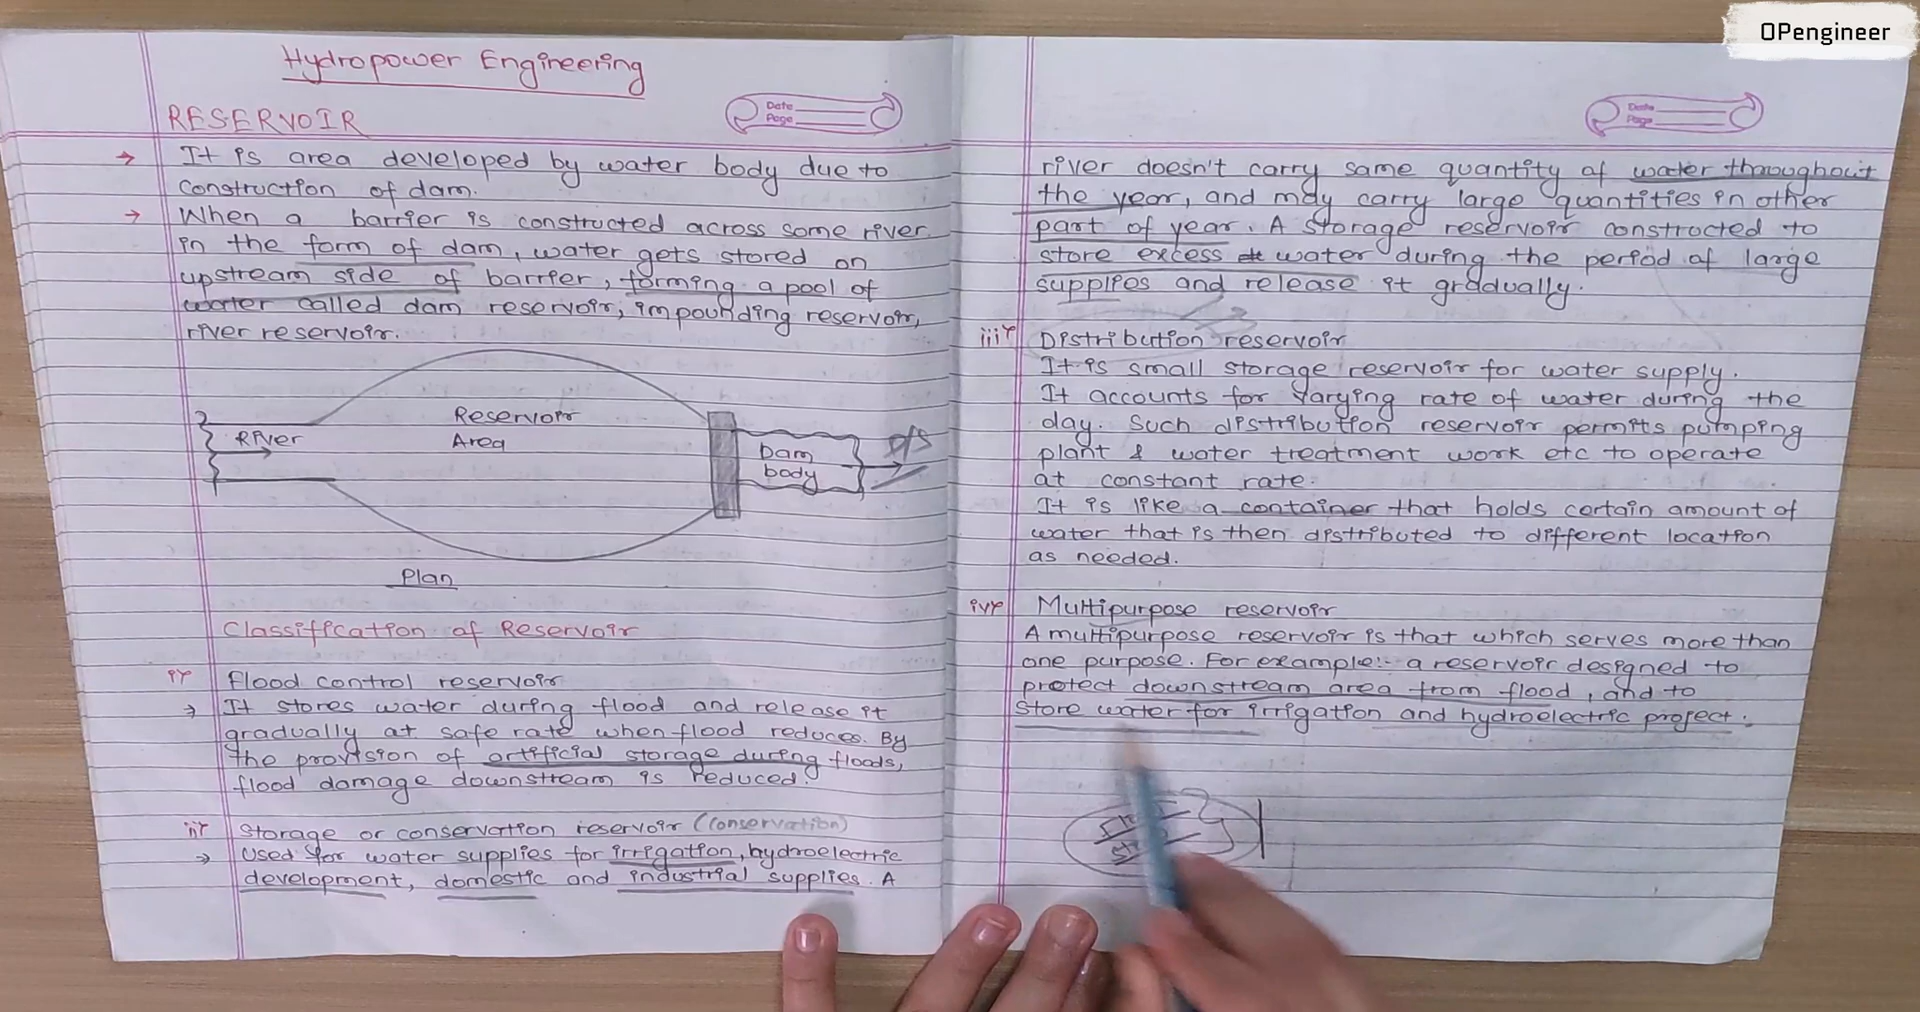 OPengineer
Hydropower Engineering
RESERVOIR
Date
Page
→ It is area developed by water body due to
construction of dam.
→ When a barrier is constructed across some river
in the form of dam, water gets stored on
upstream side of barrier, forming a pool of
water called dam reservoir, impounding reservoir,
river reservoir.
River
Reservoir
Area
Dam
body
D/S
Plan
Classification of Reservoir
i) Flood control reservoir
→ It stores water during flood and release it
gradually at safe rate when flood reduces. By
the provision of artificial storage during floods,
flood damage downstream is reduced.
ii) Storage or conservation reservoir (conservation)
→ Used for water supplies for irrigation, hydroelectric
development, domestic and industrial supplies. A
Date
Page
river doesn't carry same quantity of water throughout
the year, and may carry large quantities in other
part of year. A storage reservoir constructed to
store excess water during the period of large
supplies and release it gradually.
iii) Distribution reservoir
It is small storage reservoir for water supply.
It accounts for varying rate of water during the
day. Such distribution reservoir permits pumping
plant & water treatment work etc to operate
at constant rate.
It is like a container that holds certain amount of
water that is then distributed to different location
as needed.
iv) Multipurpose reservoir
A multipurpose reservoir is that which serves more than
one purpose. For example:- a reservoir designed to
protect downstream area from flood, and to
store water for irrigation and hydroelectric project.